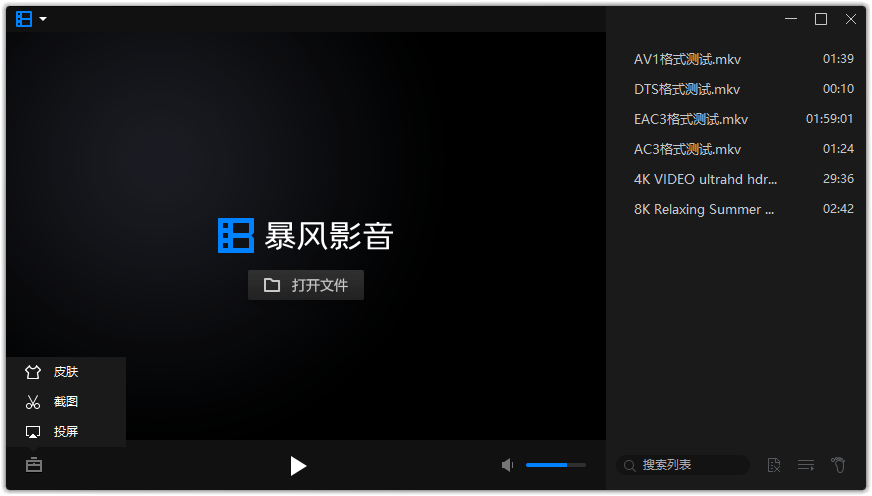 AV1格式测试.mkv 01:39
DTS格式测试.mkv 00:10
EAC3格式测试.mkv 01:59:01
AC3格式测试.mkv 01:24
4K VIDEO ultrahd hdr... 29:36
8K Relaxing Summer ... 02:42
暴风影音
打开文件
皮肤
截图
投屏
搜索列表